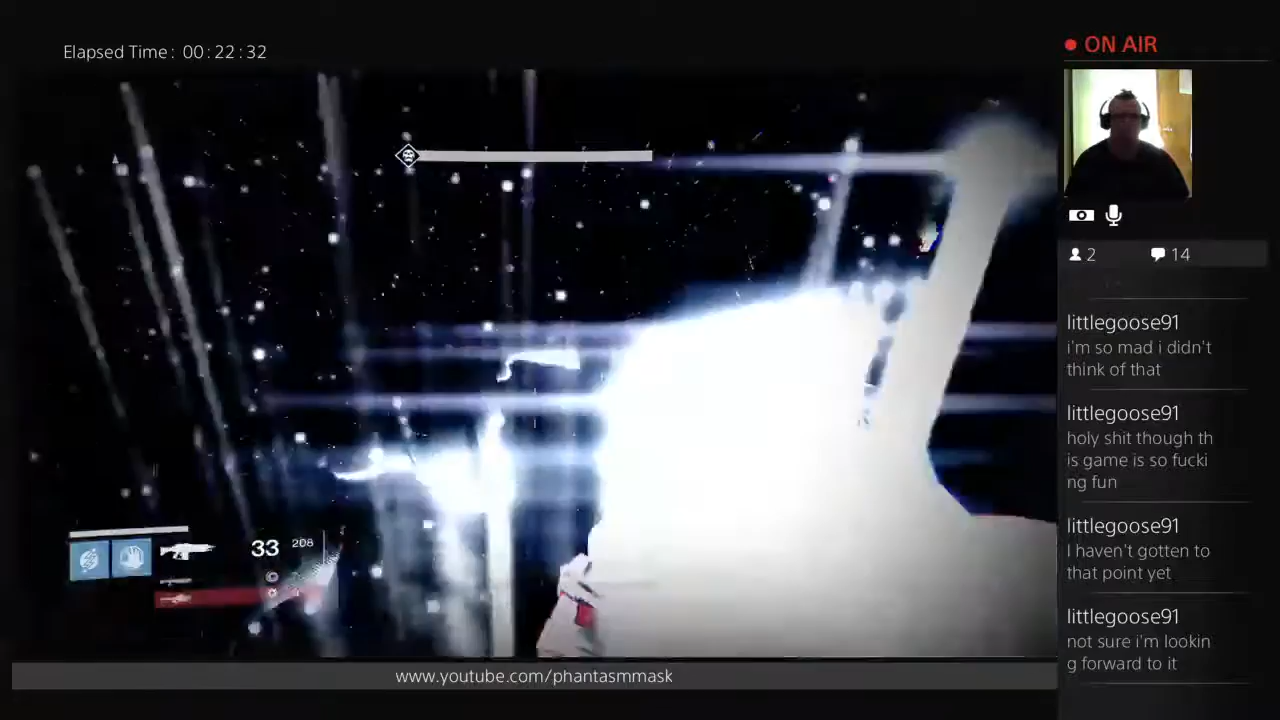 Elapsed Time: 00:22:32
ON AIR
2 14
littlegoose91
i'm so mad i didn't
think of that
littlegoose91
holy shit though th
is game is so fucki
ng fun
littlegoose91
I haven't gotten to
that point yet
littlegoose91
not sure i'm lookin
g forward to it
33 208
www.youtube.com/phantasmmask